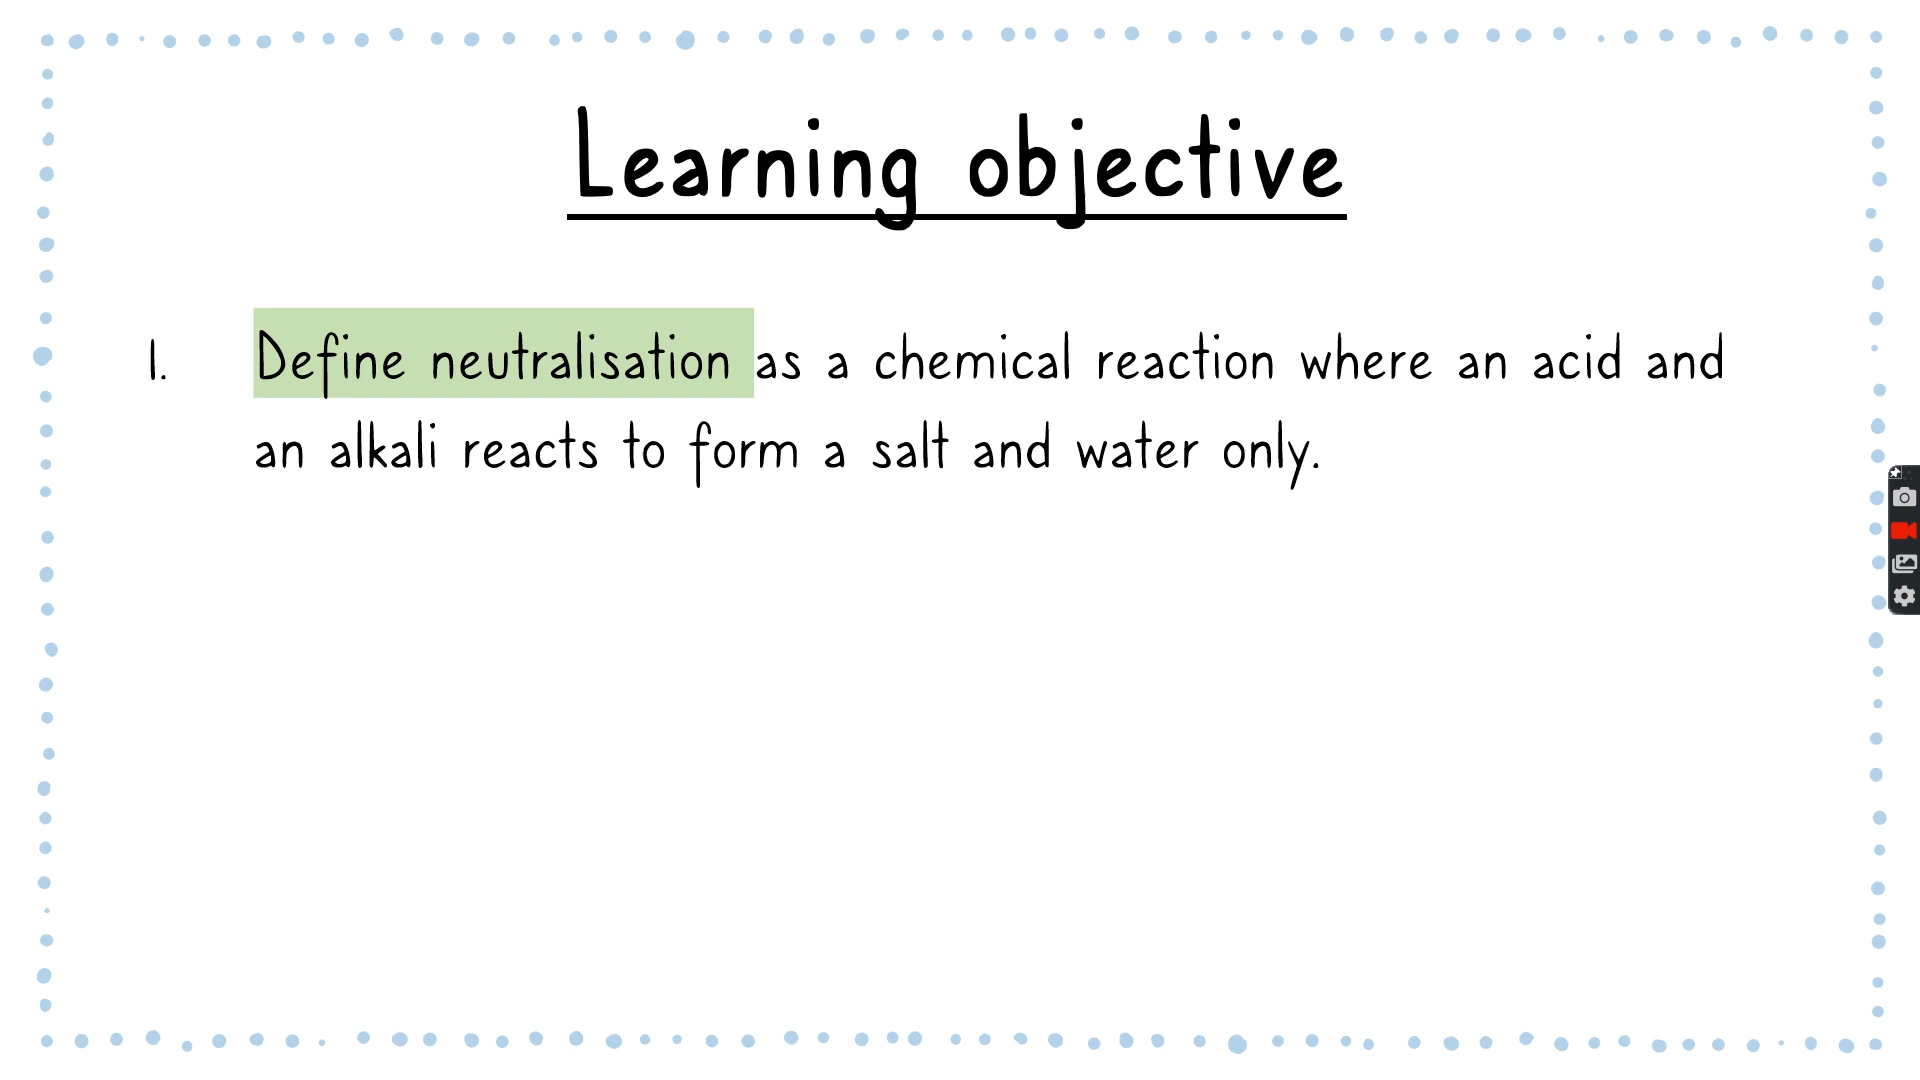 Learning objective
1. Define neutralisation as a chemical reaction where an acid and
an alkali reacts to form a salt and water only.